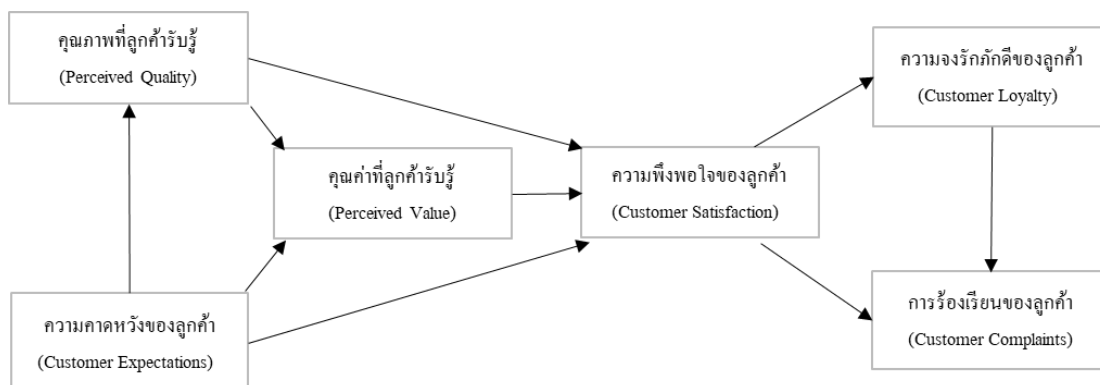 คุณภาพที่ลูกค้ารับรู้
(Perceived Quality)
ความจงรักภักดีของลูกค้า
(Customer Loyalty)
คุณค่าที่ลูกค้ารับรู้
(Perceived Value)
ความพึงพอใจของลูกค้า
(Customer Satisfaction)
ความคาดหวังของลูกค้า
(Customer Expectations)
การร้องเรียนของลูกค้า
(Customer Complaints)